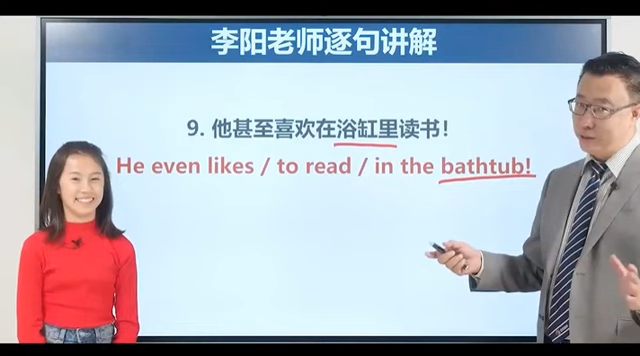 李阳老师逐句讲解
9. 他甚至喜欢在浴缸里读书！
He even likes / to read / in the bathtub!